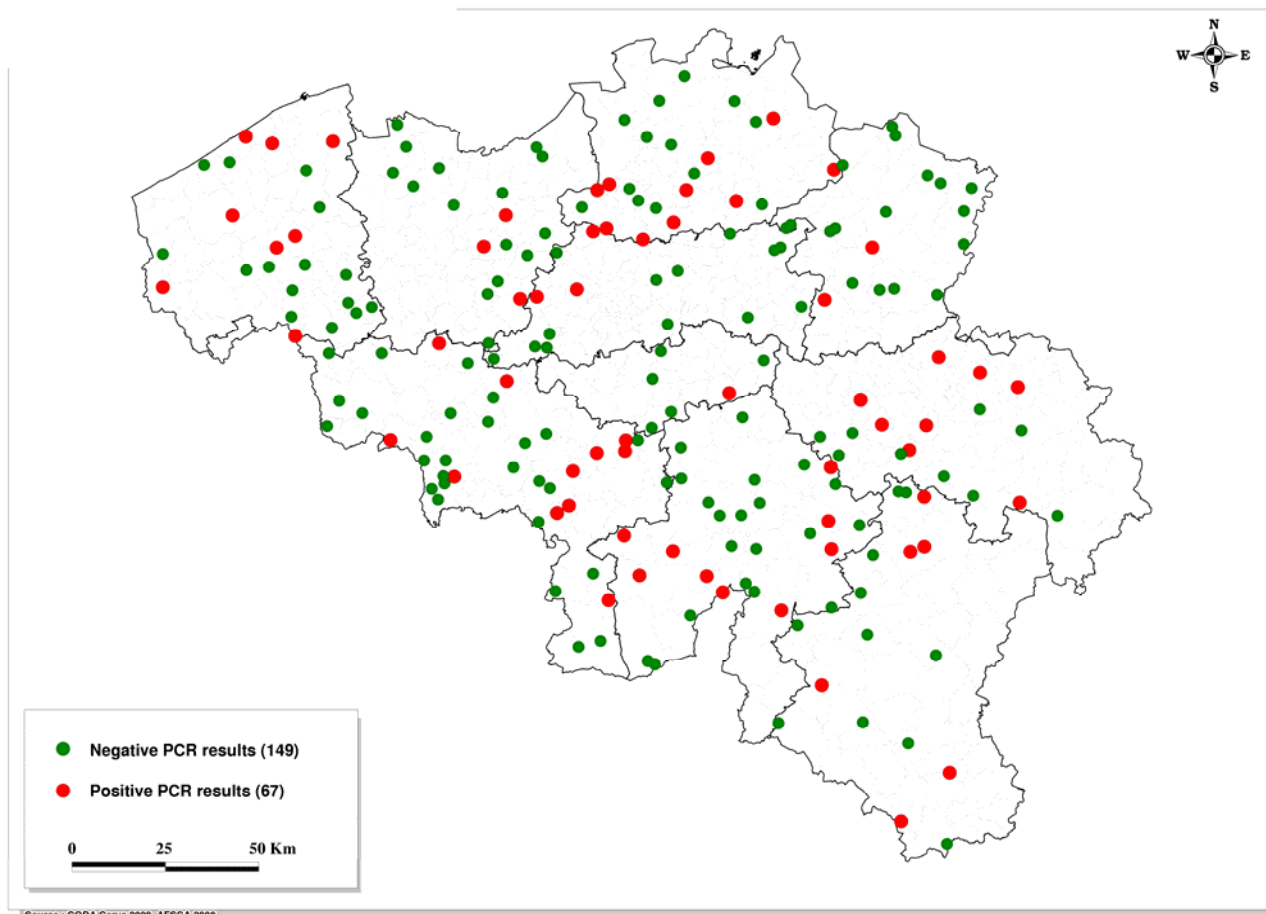 N
W E
S
Negative PCR results (149)
Positive PCR results (67)
0 25 50 Km